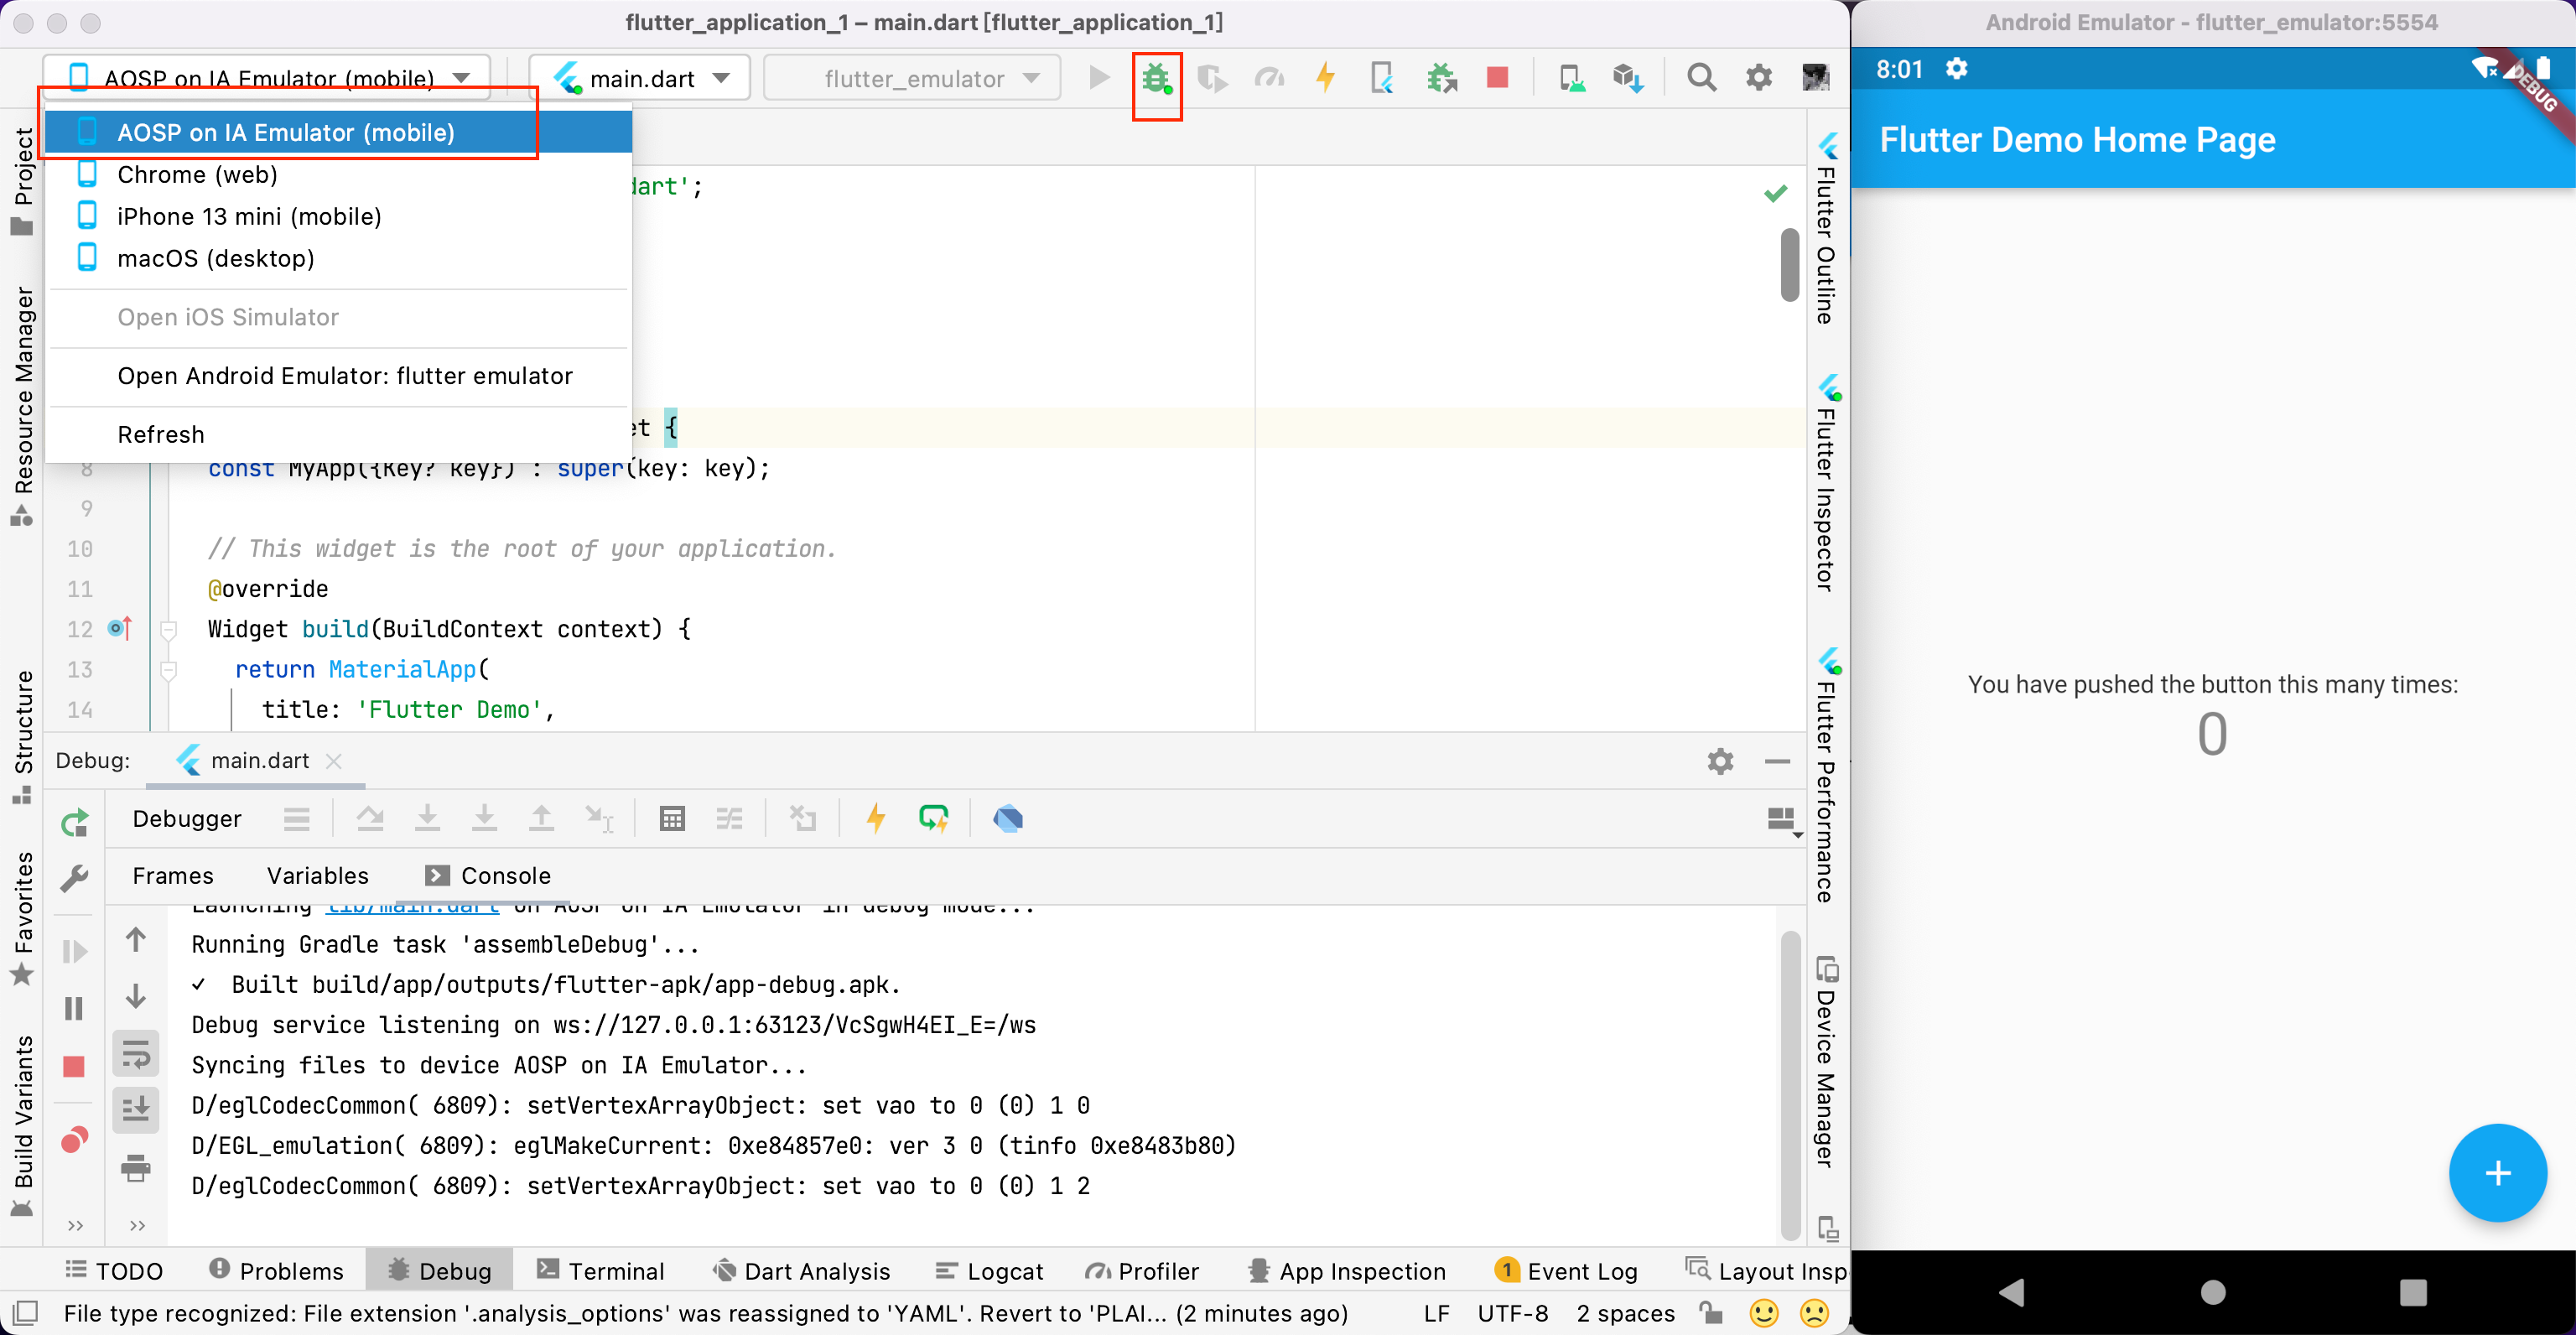 flutter_application_1 – main.dart [flutter_application_1]
AOSP on IA Emulator (mobile)
main.dart
flutter_emulator
AOSP on IA Emulator (mobile)
Chrome (web)
iPhone 13 mini (mobile)
macOS (desktop)
Open iOS Simulator
Open Android Emulator: flutter emulator
Refresh
Project
Resource Manager
Structure
Favorites
Build Variants
dart';
et {
8 const MyApp({Key? key}) : super(key: key);
9
10 // This widget is the root of your application.
11 @override
12 Widget build(BuildContext context) {
13 return MaterialApp(
14 title: 'Flutter Demo',
Flutter Outline
Flutter Inspector
Flutter Performance
Device Manager
Debug:
main.dart
Debugger
Frames
Variables
Console
Launching lib/main.dart on AOSP on IA Emulator in debug mode...
Running Gradle task 'assembleDebug'...
✓ Built build/app/outputs/flutter-apk/app-debug.apk.
Debug service listening on ws://127.0.0.1:63123/VcSgwH4EI_E=/ws
Syncing files to device AOSP on IA Emulator...
D/eglCodecCommon( 6809): setVertexArrayObject: set vao to 0 (0) 1 0
D/EGL_emulation( 6809): eglMakeCurrent: 0xe84857e0: ver 3 0 (tinfo 0xe8483b80)
D/eglCodecCommon( 6809): setVertexArrayObject: set vao to 0 (0) 1 2
TODO
Problems
Debug
Terminal
Dart Analysis
Logcat
Profiler
App Inspection
1 Event Log
Layout Insp
File type recognized: File extension '.analysis_options' was reassigned to 'YAML'. Revert to 'PLAI... (2 minutes ago)
LF
UTF-8
2 spaces
Android Emulator - flutter_emulator:5554
8:01
DEBUG
Flutter Demo Home Page
You have pushed the button this many times:
0
+